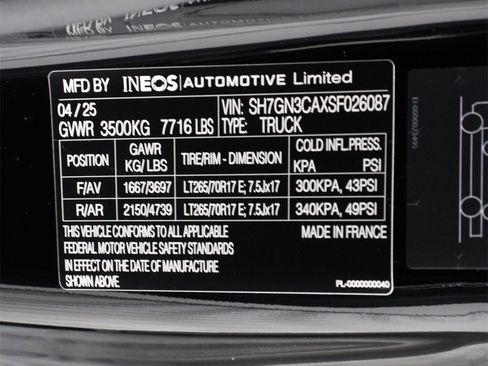 MFD BY INEOS | AUTOMOTIVE Limited
04 / 25 VIN: SH7GN3CAXSF026087
GVWR 3500KG 7716 LBS TYPE: TRUCK
POSITION GAWR KG/ LBS TIRE/RIM - DIMENSION COLD INFL.PRESS. KPA PSI
F/AV 1667/3697 LT265/70R17 E; 7.5Jx17 300KPA, 43PSI
R/AR 2150/4739 LT265/70R17 E; 7.5Jx17 340KPA, 49PSI
THIS VEHICLE CONFORMS TO ALL APPLICABLE MADE IN FRANCE
FEDERAL MOTOR VEHICLE SAFETY STANDARDS
IN EFFECT ON THE DATE OF MANUFACTURE
SHOWN ABOVE PL-0000000040